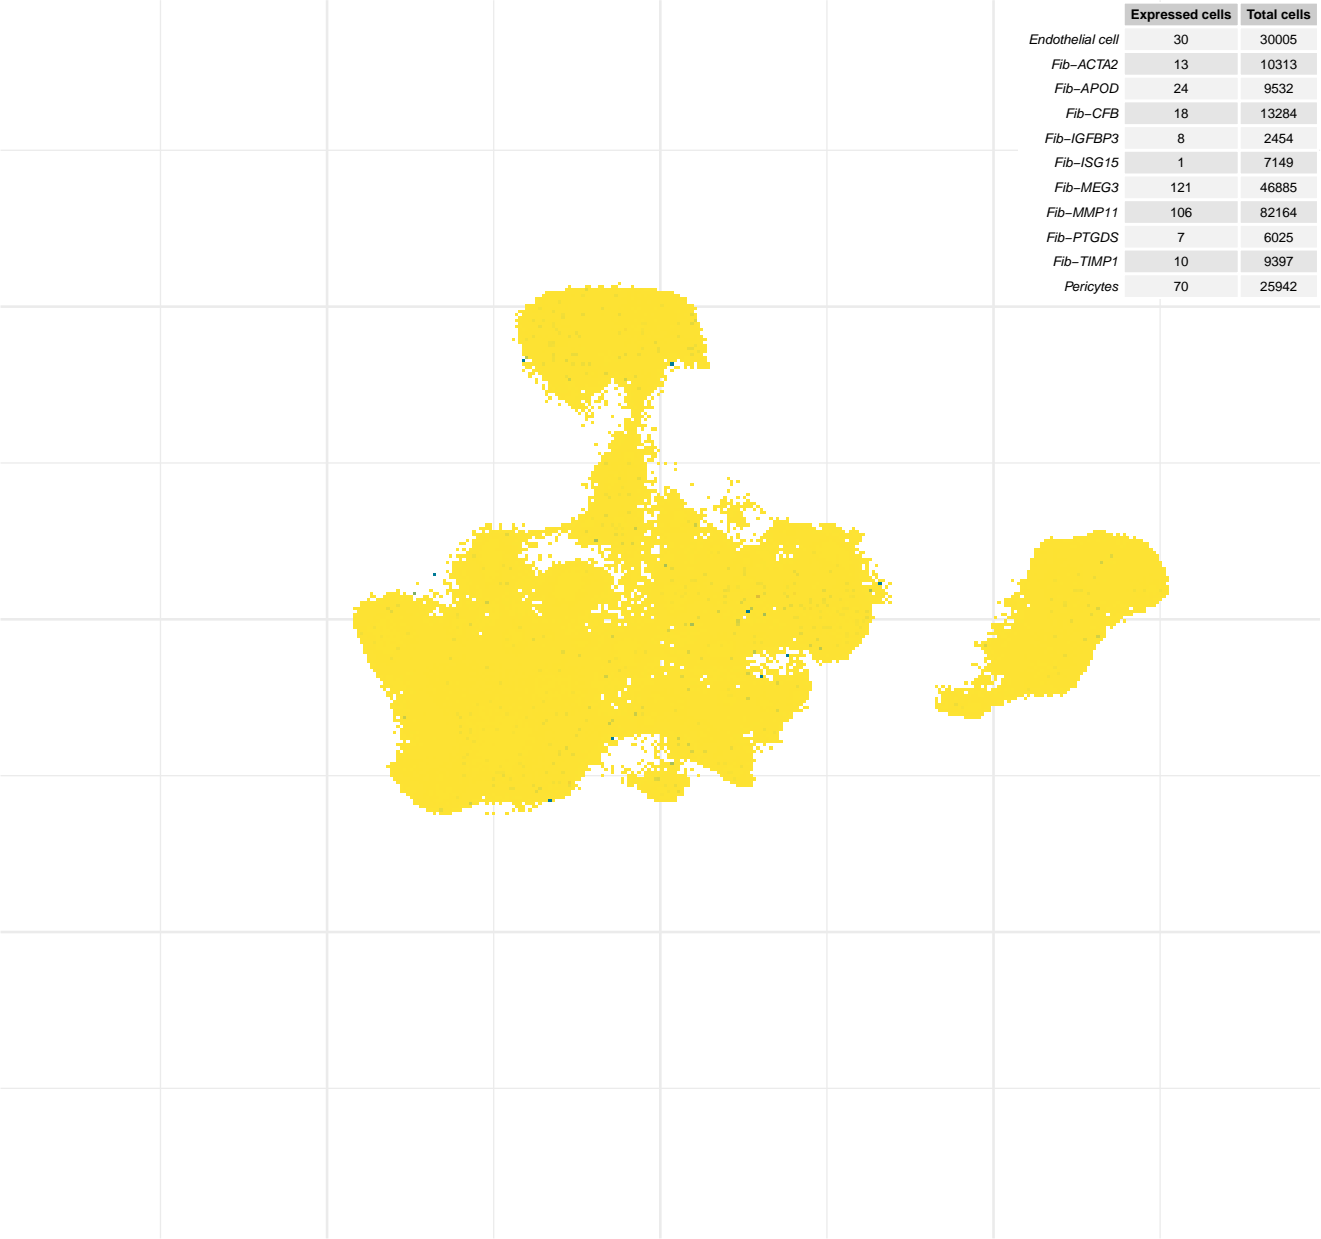 Expressed cells Total cells
Endothelial cell 30 30005
Fib−ACTA2 13 10313
Fib−APOD 24 9532
Fib−CFB 18 13284
Fib−IGFBP3 8 2454
Fib−ISG15 1 7149
Fib−MEG3 121 46885
Fib−MMP11 106 82164
Fib−PTGDS 7 6025
Fib−TIMP1 10 9397
Pericytes 70 25942